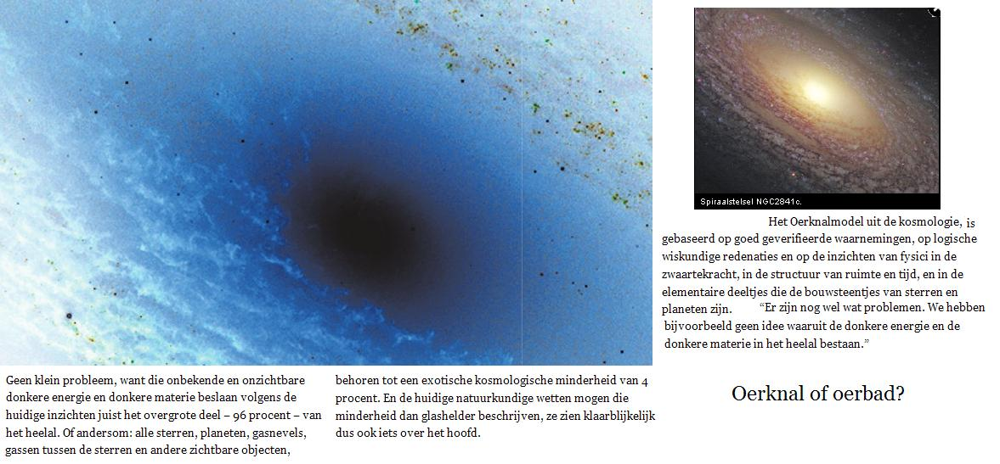 Spiraalstelsel NGC2841c.
Het Oerknalmodel uit de kosmologie, is
gebaseerd op goed geverifieerde waarnemingen, op logische
wiskundige redenaties en op de inzichten van fysici in de
zwaartekracht, in de structuur van ruimte en tijd, en in de
elementaire deeltjes die de bouwsteentjes van sterren en
planeten zijn. “Er zijn nog wel wat problemen. We hebben
bijvoorbeeld geen idee waaruit de donkere energie en de
donkere materie in het heelal bestaan.”
Geen klein probleem, want die onbekende en onzichtbare
donkere energie en donkere materie beslaan volgens de
huidige inzichten juist het overgrote deel – 96 procent – van
het heelal. Of andersom: alle sterren, planeten, gasnevels,
gassen tussen de sterren en andere zichtbare objecten,
behoren tot een exotische kosmologische minderheid van 4
procent. En de huidige natuurkundige wetten mogen die
minderheid dan glashelder beschrijven, ze zien klaarblijkelijk
dus ook iets over het hoofd.
Oerknal of oerbad?